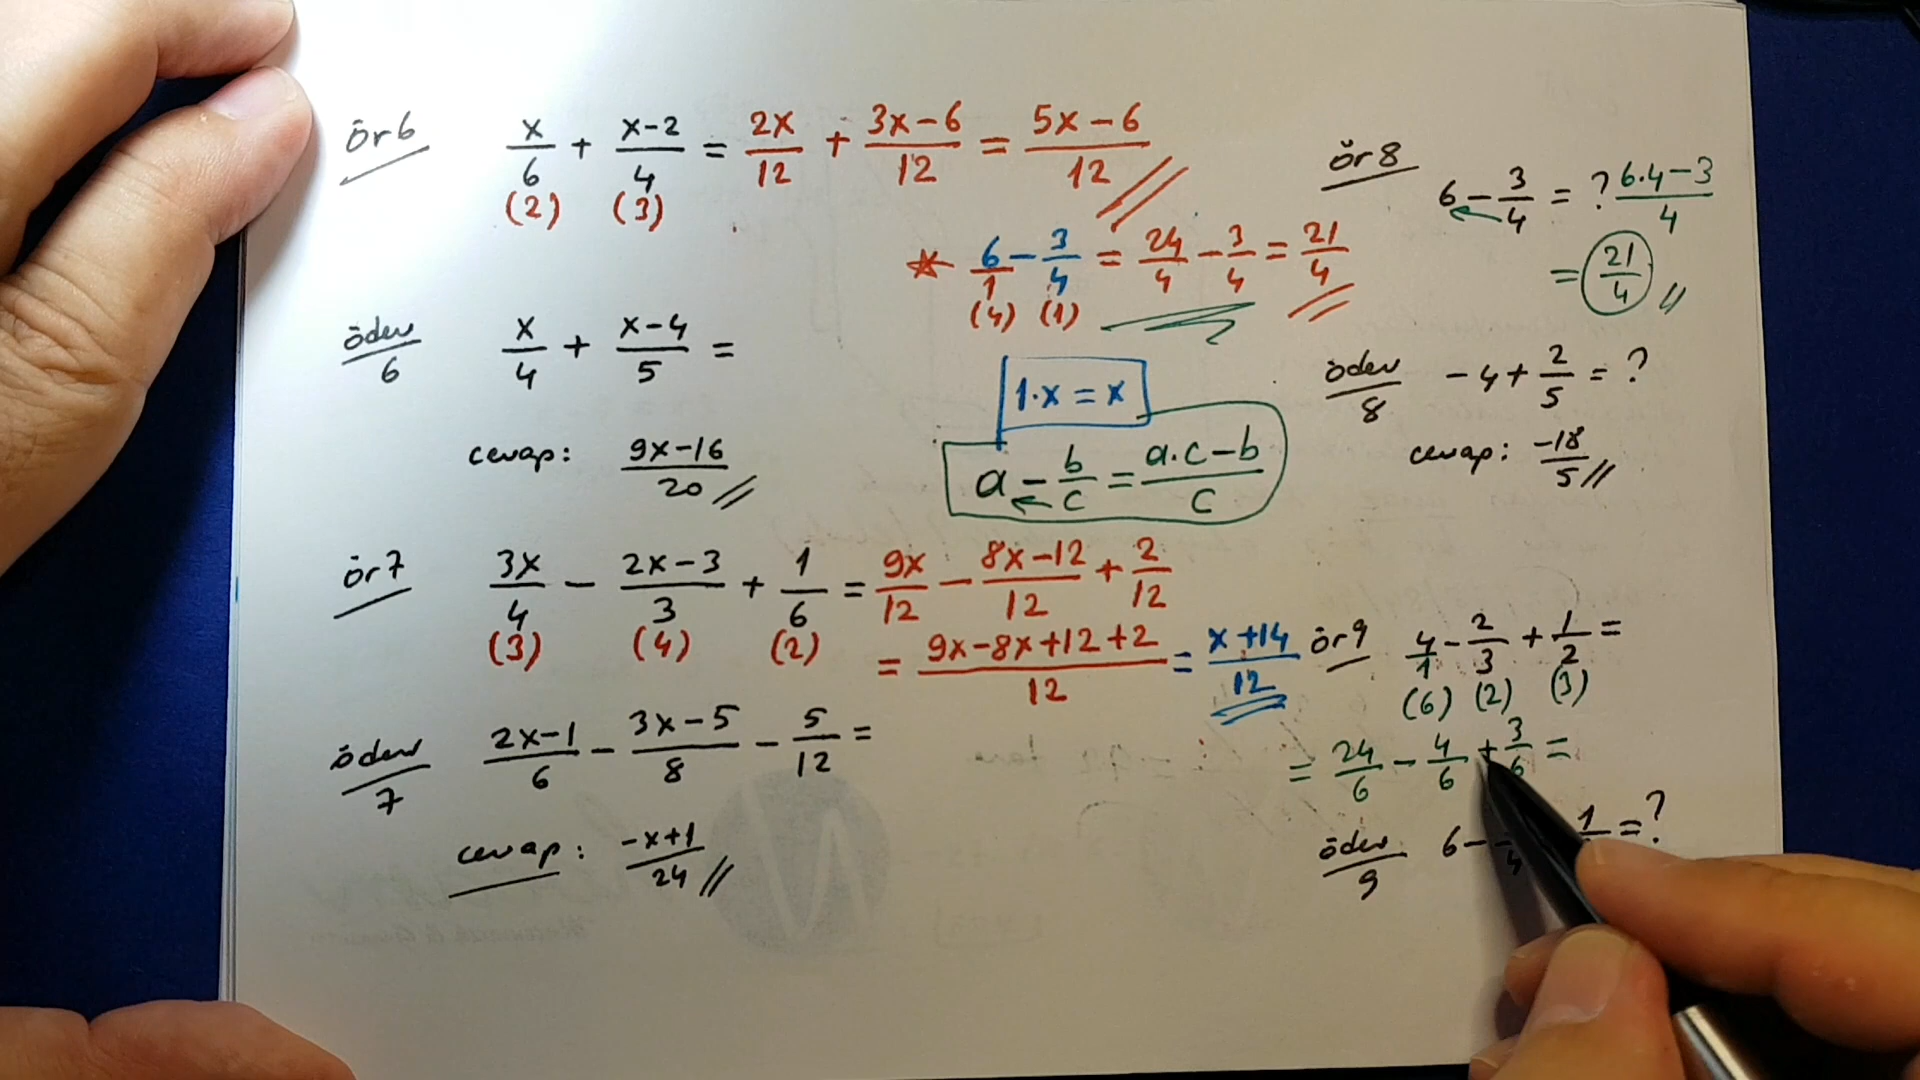 ör6 x/6 + x-2/4 = 2x/12 + 3x-6/12 = 5x-6/12
(2) (3)
* 6/1 - 3/4 = 24/4 - 3/4 = 21/4
(4) (1)
ödev/6 x/4 + x-4/5 =
cevap: 9x-16/20
1·x = x
a - b/c = a.c-b/c
ör7 3x/4 - 2x-3/3 + 1/6 = 9x/12 - 8x-12/12 + 2/12
(3) (4) (2)
= 9x-8x+12+2/12 = x+14/12
ödev/7 2x-1/6 - 3x-5/8 - 5/12 =
cevap: -x+1/24
ör8 6 - 3/4 = ? 6.4-3/4
= 21/4
ödev/8 -4 + 2/5 = ?
cevap: -18/5
ör9 4/1 - 2/3 + 1/2 =
(6) (2) (3)
= 24/6 - 4/6 + 3/6 =
ödev/9 6 - /4 1/ = ?